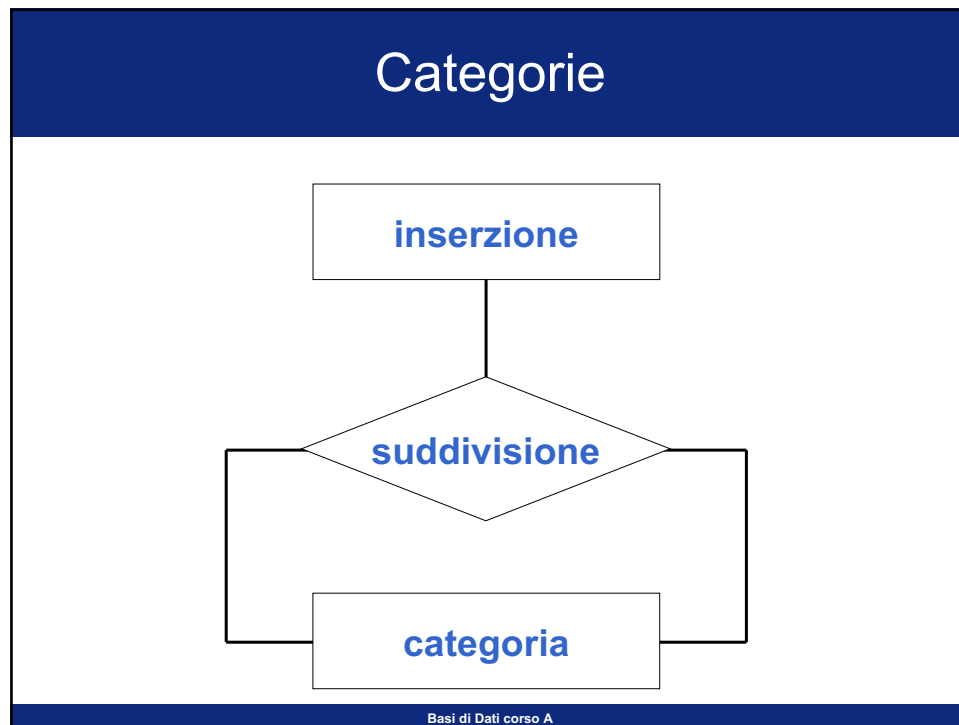 Categorie
inserzione
suddivisione
categoria
Basi di Dati corso A